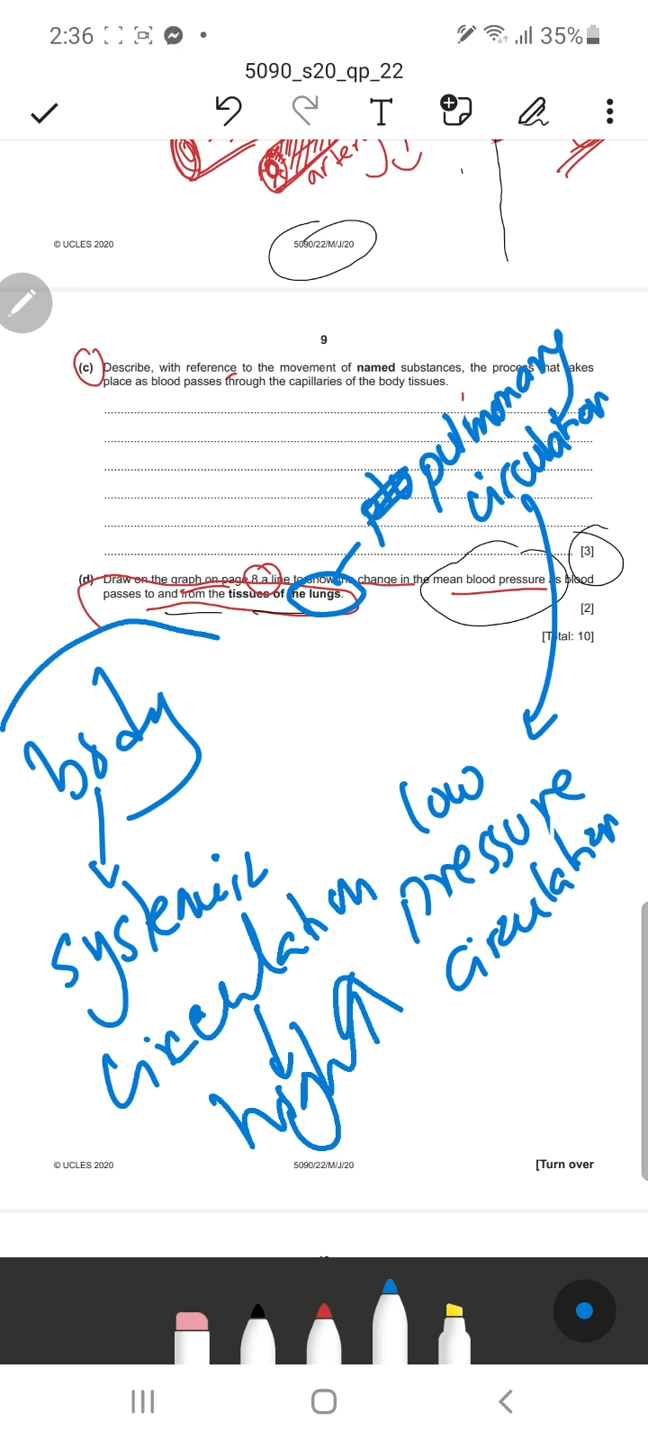 2:36 35%
5090_s20_qp_22
T
arter
© UCLES 2020 5090/22/M/J/20
9
(c) Describe, with reference to the movement of named substances, the process that takes
place as blood passes through the capillaries of the body tissues.
pulmonary
circulation
[3]
(d) Draw on the graph on page 8 a line to show the change in the mean blood pressure as blood
passes to and from the tissues of the lungs.
[2]
[Total: 10]
body
systemic
circulation
high
low
pressure
circulation
© UCLES 2020 5090/22/M/J/20 [Turn over